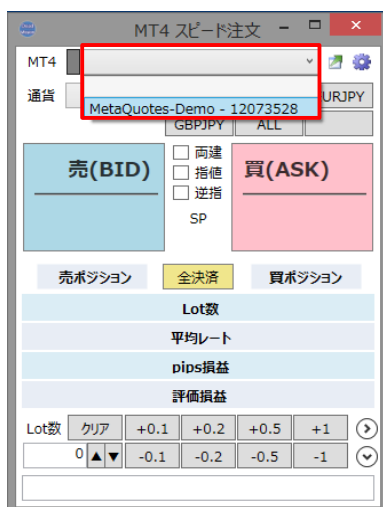 MT4 スピード注文
MT4
MetaQuotes-Demo - 12073528
通貨 URJPY
GBPJPY ALL
売(BID) 両建 買(ASK)
指値
逆指
SP
売ポジション 全決済 買ポジション
Lot数
平均レート
pips損益
評価損益
Lot数 クリア +0.1 +0.2 +0.5 +1
0 ▲ ▼ -0.1 -0.2 -0.5 -1